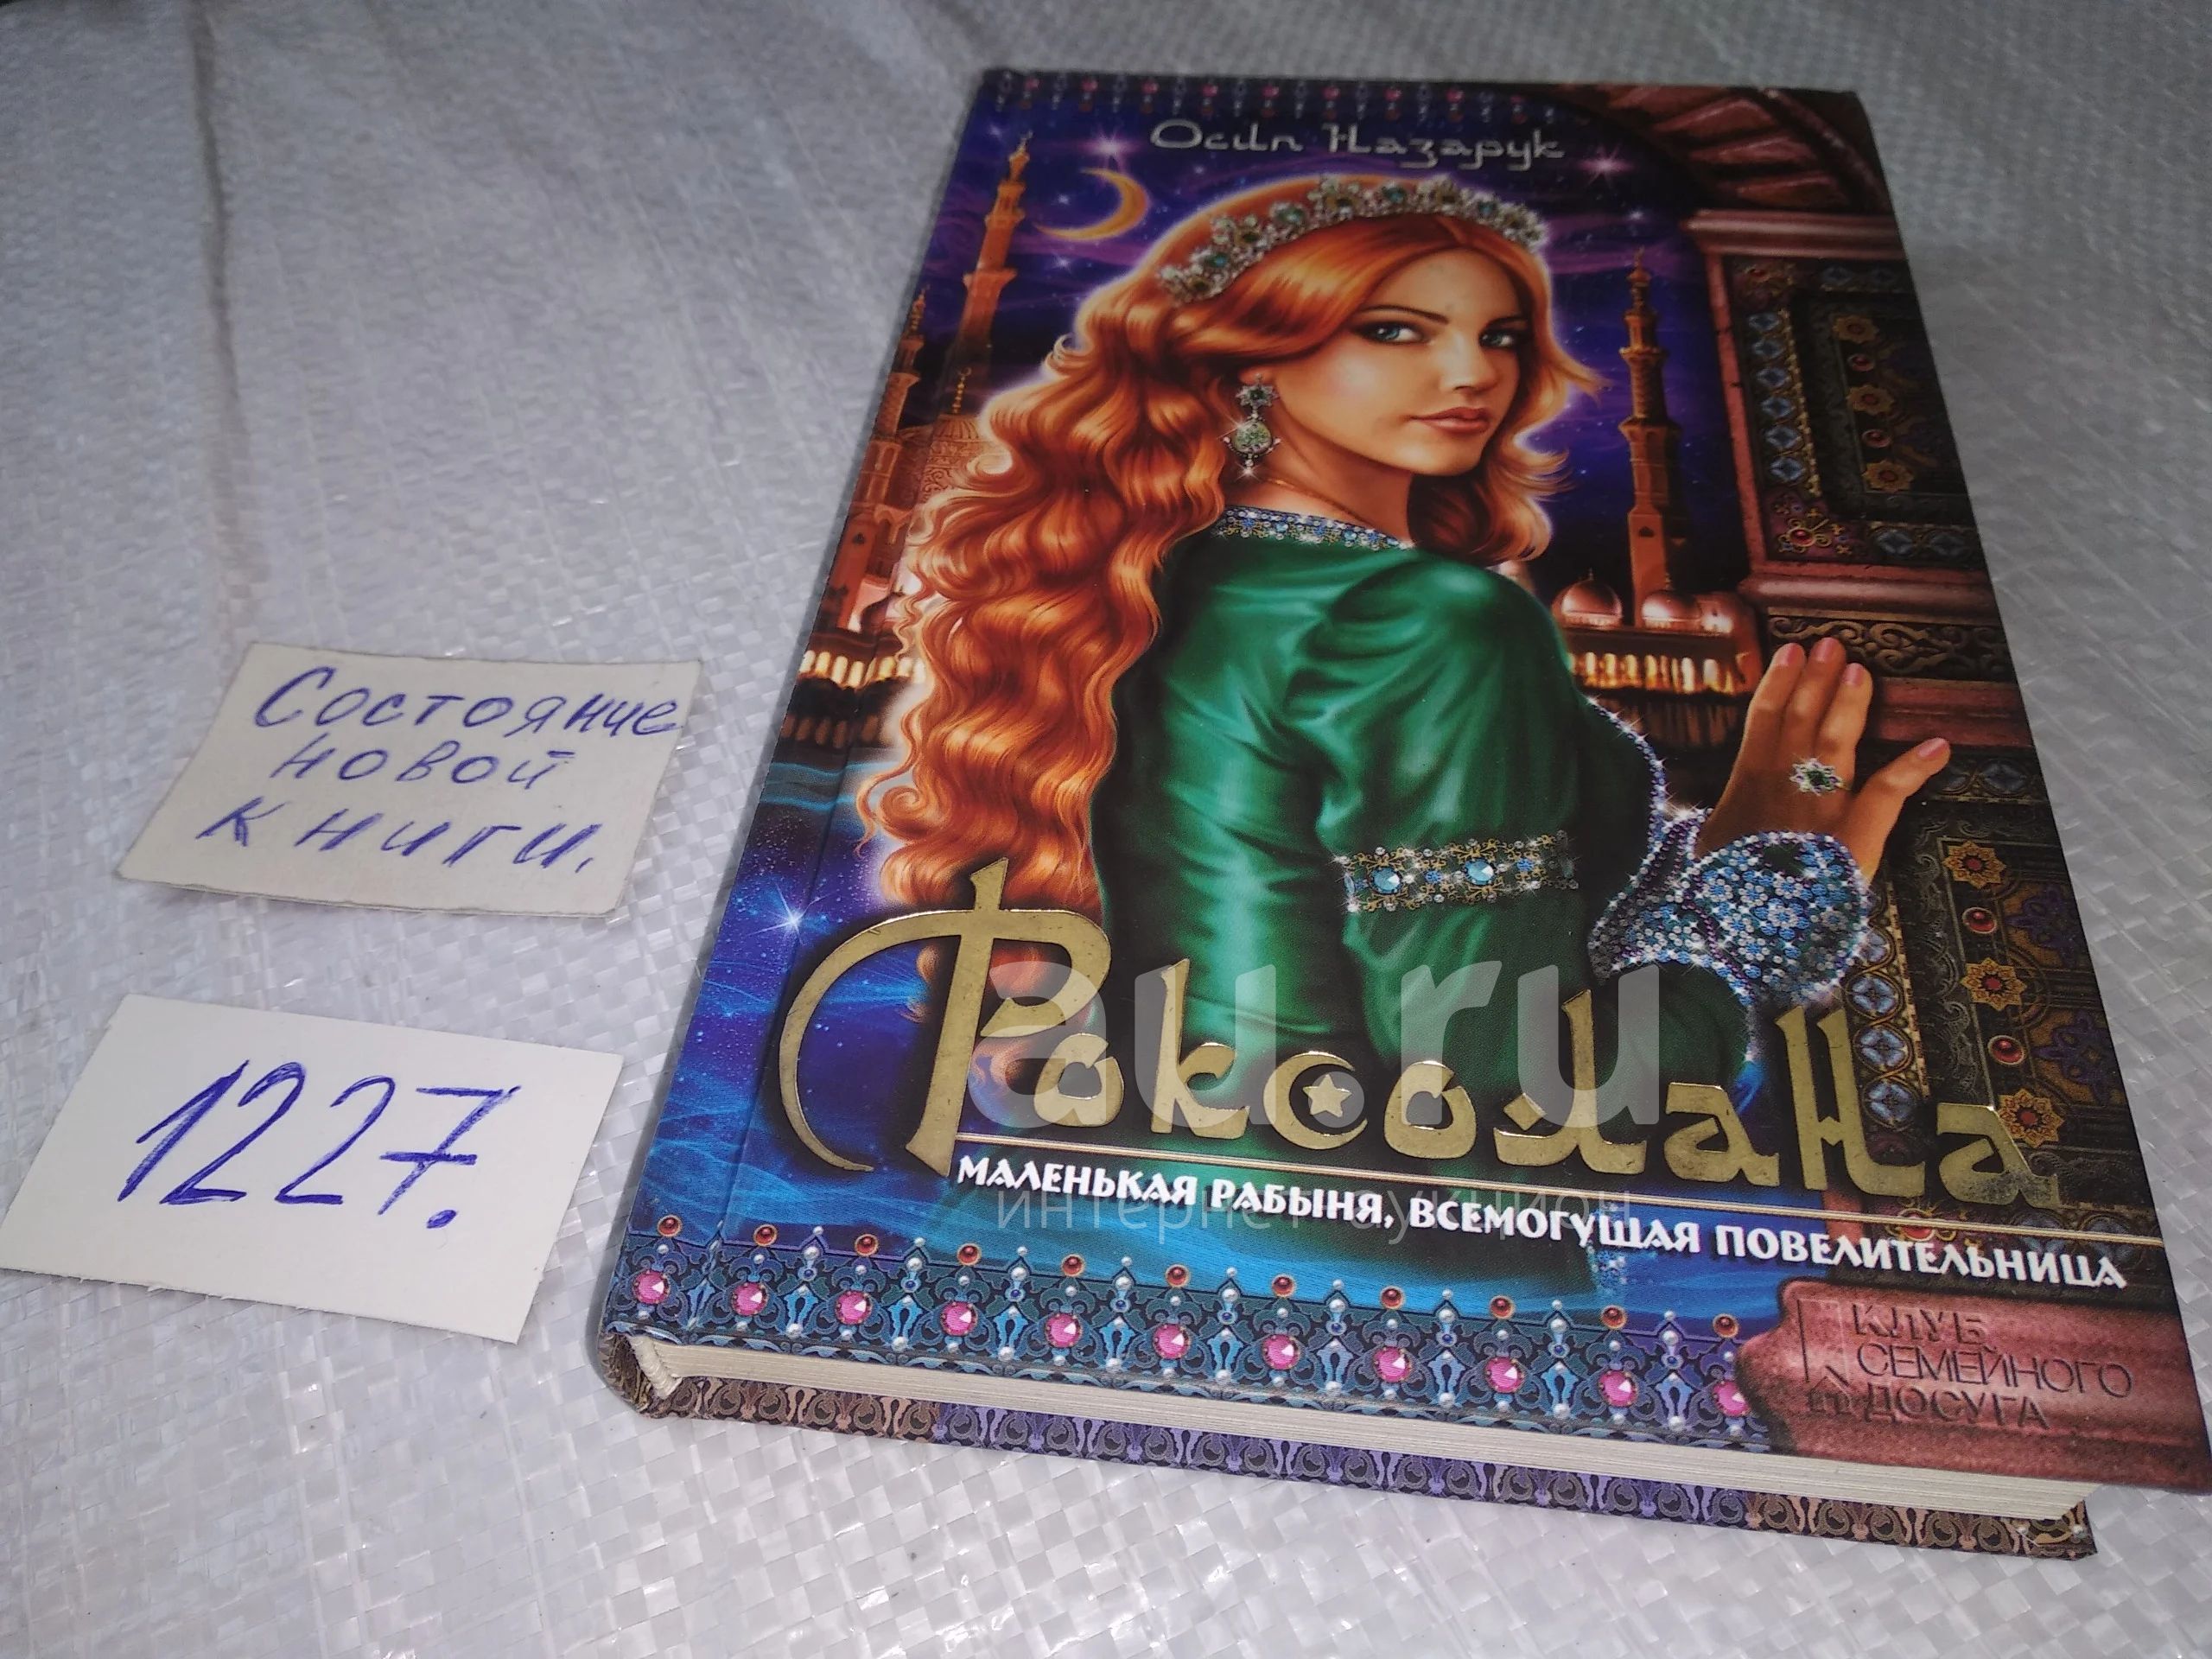 Осип Назарук
Роксолана
МАЛЕНЬКАЯ РАБЫНЯ, ВСЕМОГУЩАЯ ПОВЕЛИТЕЛЬНИЦА
КЛУБ
СЕМЕЙНОГО
ДОСУГА
Состояние
новой
книги.
1227.
au.ru
интернет аукцион